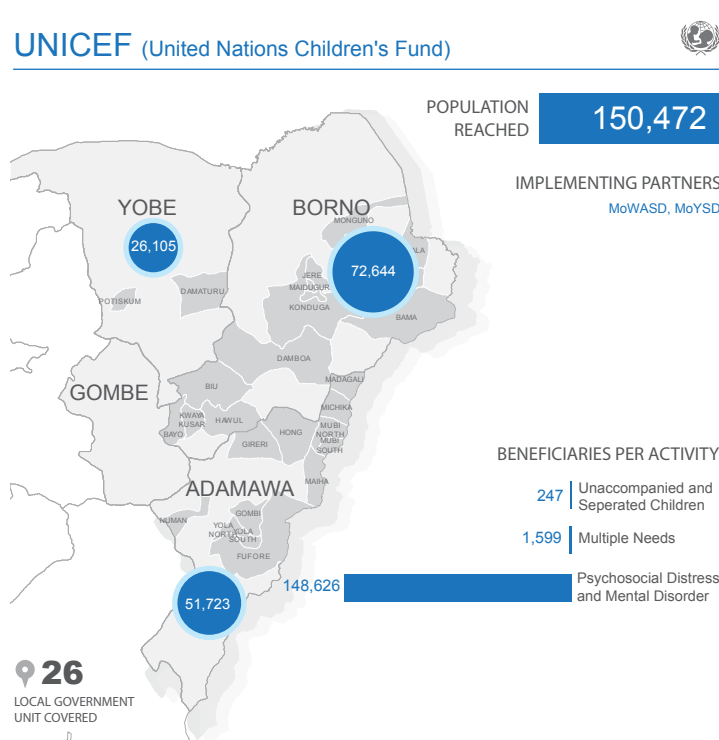 UNICEF (United Nations Children's Fund)
POPULATION
REACHED
150,472
IMPLEMENTING PARTNERS
MoWASD, MoYSD
YOBE
26,105
BORNO
MONGUNO
72,644
ALA
JERE
MAIDUGUR
KONDUGA
BAMA
DAMATURU
POTISKUM
DAMBOA
GOMBE
BIU
MADAGALI
MICHIKA
KWAYA
KUSAR
HAWUL
BAYO
HONG
GIRERI
MUBI
NORTH
MUBI
SOUTH
MAIHA
ADAMAWA
GOMBI
NUMAN
YOLA
NORTH
YOLA
SOUTH
FUFORE
51,723
BENEFICIARIES PER ACTIVITY
247 Unaccompanied and
Seperated Children
1,599 Multiple Needs
148,626 Psychosocial Distress
and Mental Disorder
26
LOCAL GOVERNMENT
UNIT COVERED